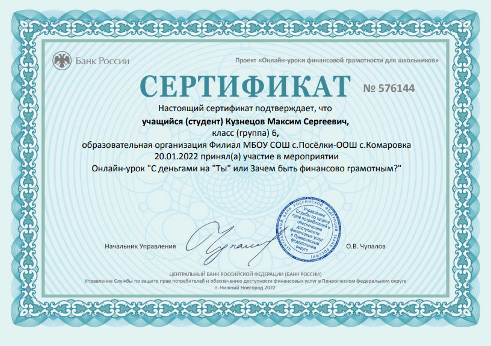 Банк России
Проект «Онлайн-уроки финансовой грамотности для школьников»
СЕРТИФИКАТ № 576144
Настоящий сертификат подтверждает, что
учащийся (студент) Кузнецов Максим Сергеевич,
класс (группа) 6,
образовательная организация Филиал МБОУ СОШ с.Посёлки-ООШ с.Комаровка
20.01.2022 принял(а) участие в мероприятии
Онлайн-урок "С деньгами на "Ты" или Зачем быть финансово грамотным?"
Начальник Управления
О.В. Чупалов
ЦЕНТРАЛЬНЫЙ БАНК РОССИЙСКОЙ ФЕДЕРАЦИИ (БАНК РОССИИ)
Управление Службы по защите прав потребителей и обеспечению доступности финансовых услуг в Приволжском федеральном округе
г. Нижний Новгород 2022